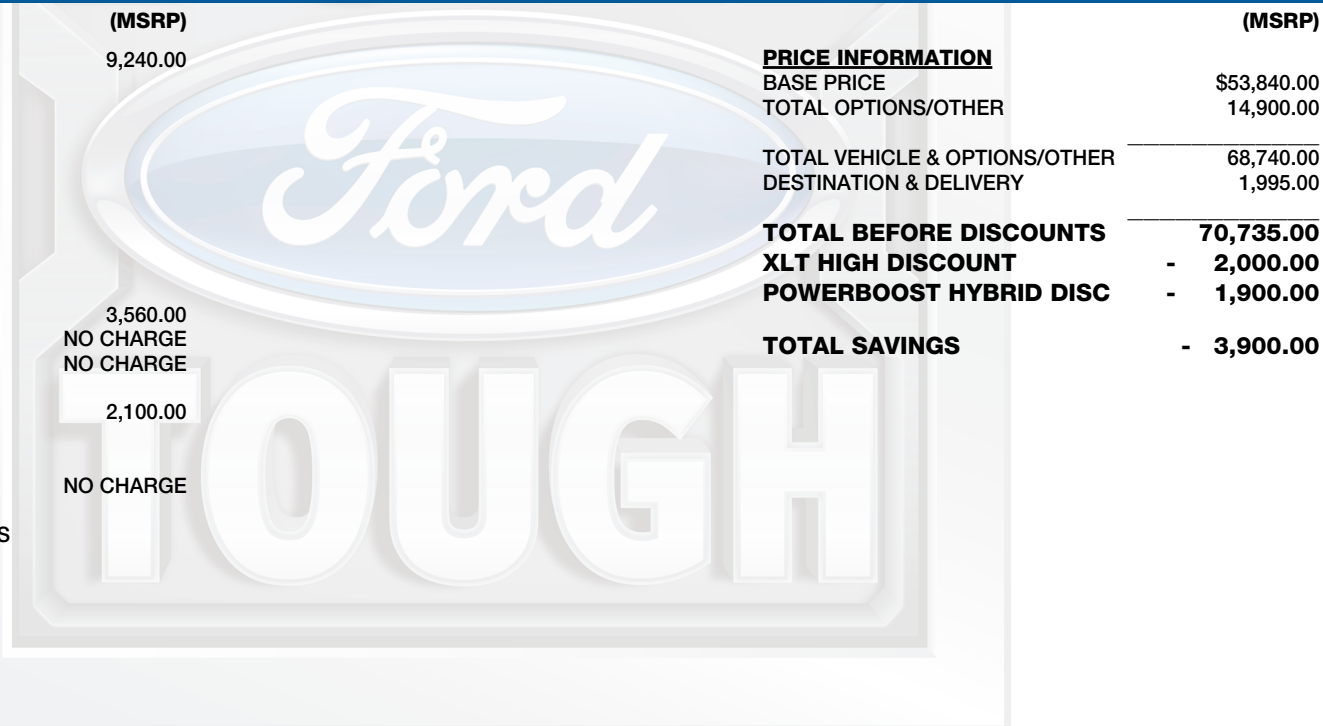 (MSRP)
9,240.00
3,560.00
NO CHARGE
NO CHARGE
2,100.00
NO CHARGE
S
Ford
TOUGH
(MSRP)
PRICE INFORMATION
BASE PRICE $53,840.00
TOTAL OPTIONS/OTHER 14,900.00
TOTAL VEHICLE & OPTIONS/OTHER 68,740.00
DESTINATION & DELIVERY 1,995.00
TOTAL BEFORE DISCOUNTS 70,735.00
XLT HIGH DISCOUNT - 2,000.00
POWERBOOST HYBRID DISC - 1,900.00
TOTAL SAVINGS - 3,900.00